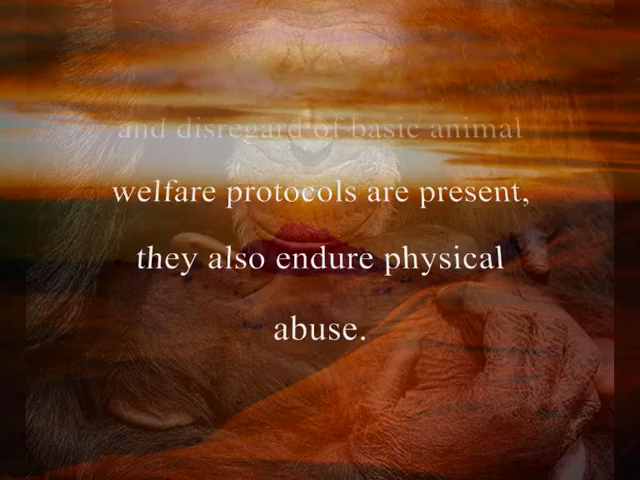 and disregard of basic animal
welfare protocols are present,
they also endure physical
abuse.